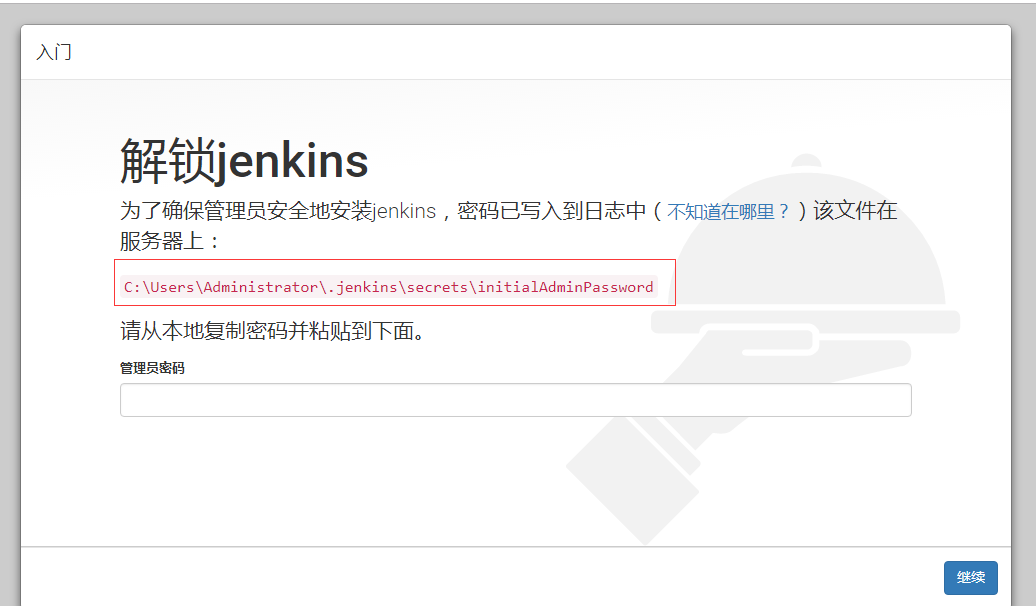 入门
解锁jenkins
为了确保管理员安全地安装jenkins，密码已写入到日志中（不知道在哪里？）该文件在
服务器上：
C:\Users\Administrator\.jenkins\secrets\initialAdminPassword
请从本地复制密码并粘贴到下面。
管理员密码
继续